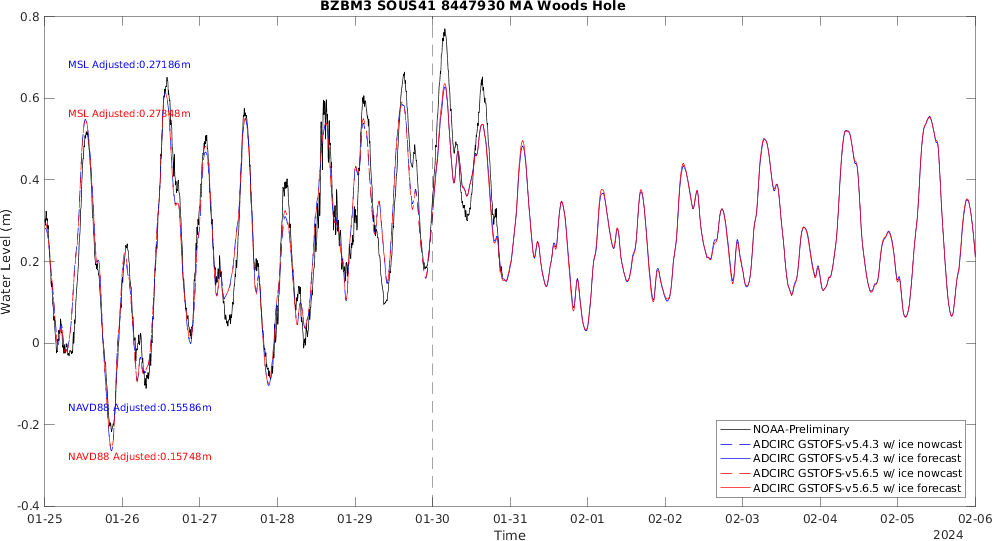 BZBM3 SOUS41 8447930 MA Woods Hole
0.8
0.6
0.4
0.2
0
-0.2
-0.4
Water Level (m)
MSL Adjusted:0.27186m
MSL Adjusted:0.27348m
NAVD88 Adjusted:0.15586m
NAVD88 Adjusted:0.15748m
NOAA-Preliminary
ADCIRC GSTOFS-v5.4.3 w/ ice nowcast
ADCIRC GSTOFS-v5.4.3 w/ ice forecast
ADCIRC GSTOFS-v5.6.5 w/ ice nowcast
ADCIRC GSTOFS-v5.6.5 w/ ice forecast
01-25 01-26 01-27 01-28 01-29 01-30 01-31 02-01 02-02 02-03 02-04 02-05 02-06
Time
2024